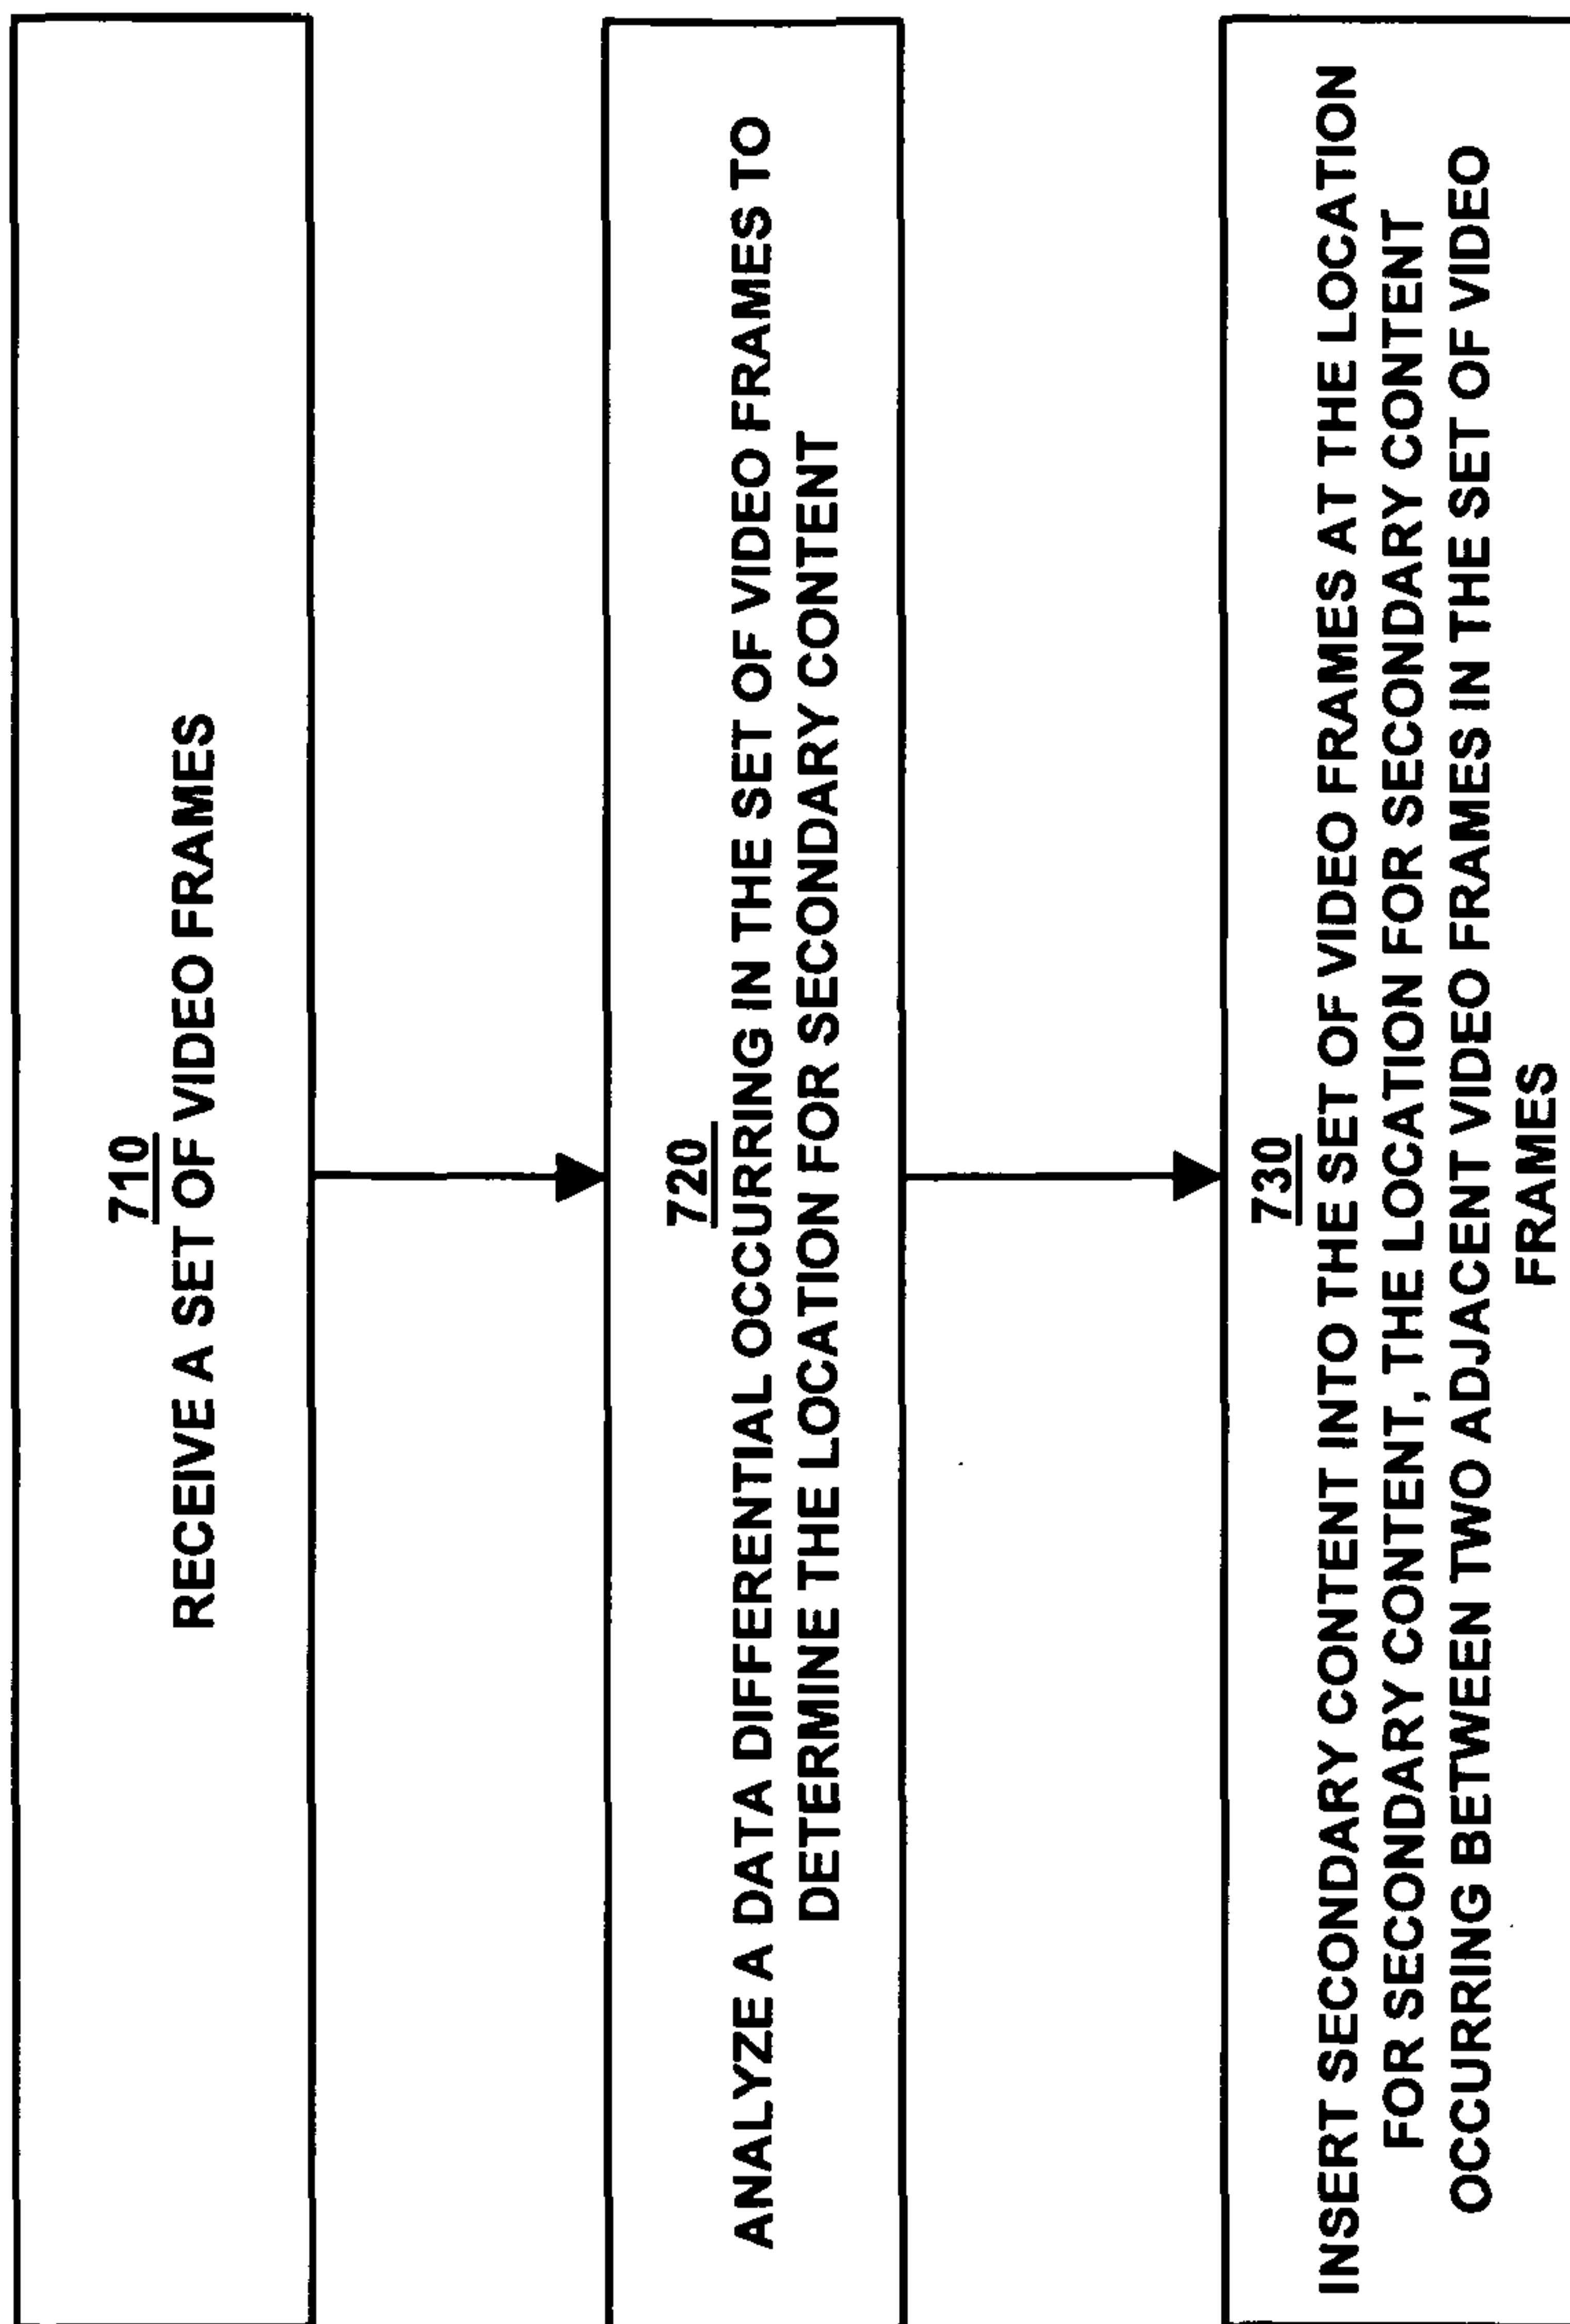 710
RECEIVE A SET OF VIDEO FRAMES
720
ANALYZE A DATA DIFFERENTIAL OCCURRING IN THE SET OF VIDEO FRAMES TO
DETERMINE THE LOCATION FOR SECONDARY CONTENT
730
INSERT SECONDARY CONTENT INTO THE SET OF VIDEO FRAMES AT THE LOCATION
FOR SECONDARY CONTENT, THE LOCATION FOR SECONDARY CONTENT
OCCURRING BETWEEN TWO ADJACENT VIDEO FRAMES IN THE SET OF VIDEO
FRAMES